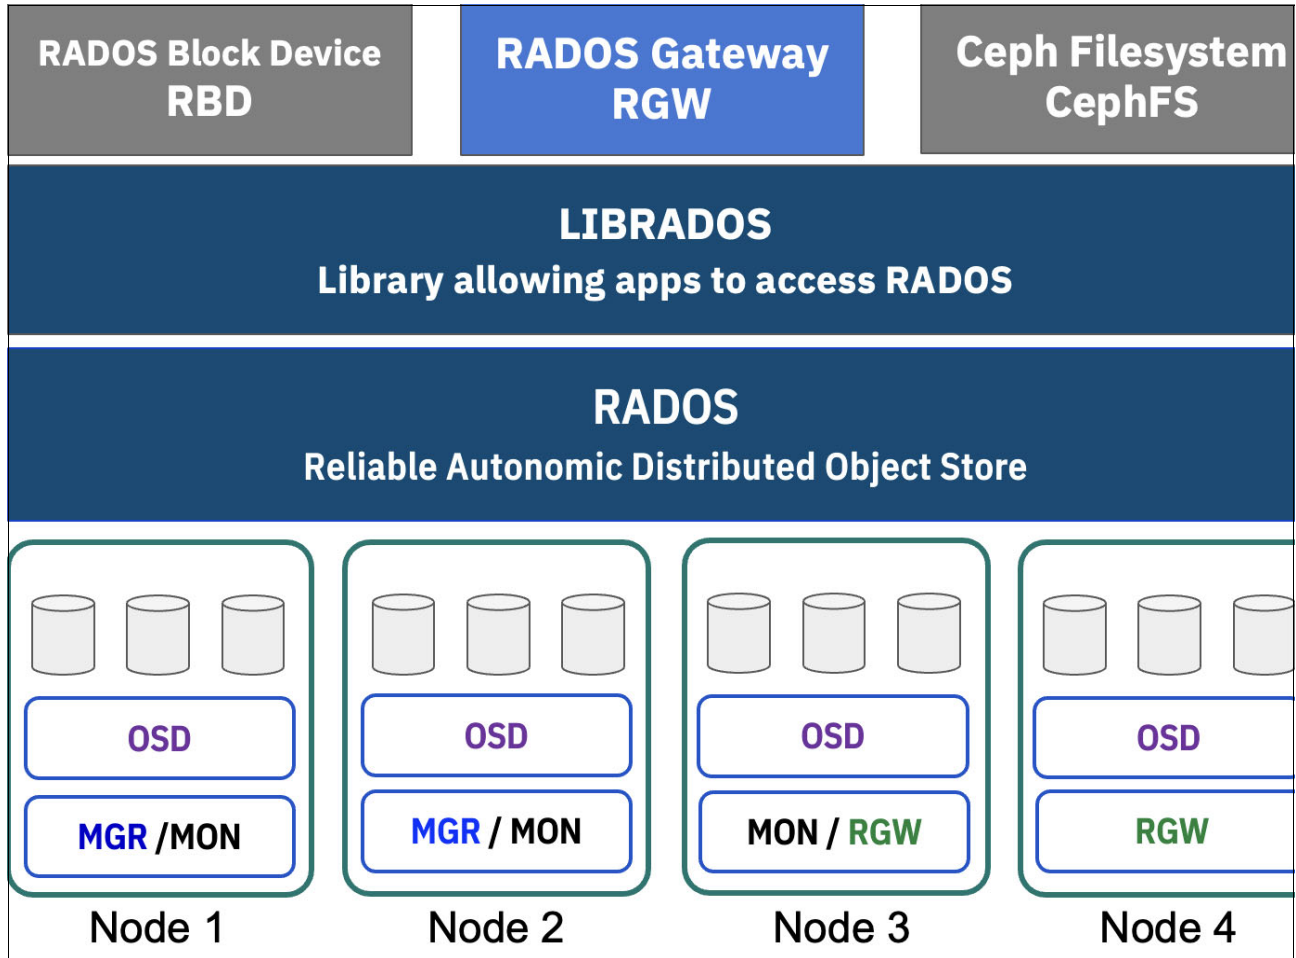 RADOS Block Device
RBD
RADOS Gateway
RGW
Ceph Filesystem
CephFS
LIBRADOS
Library allowing apps to access RADOS
RADOS
Reliable Autonomic Distributed Object Store
OSD
MGR /MON
Node 1
OSD
MGR / MON
Node 2
OSD
MON / RGW
Node 3
OSD
RGW
Node 4